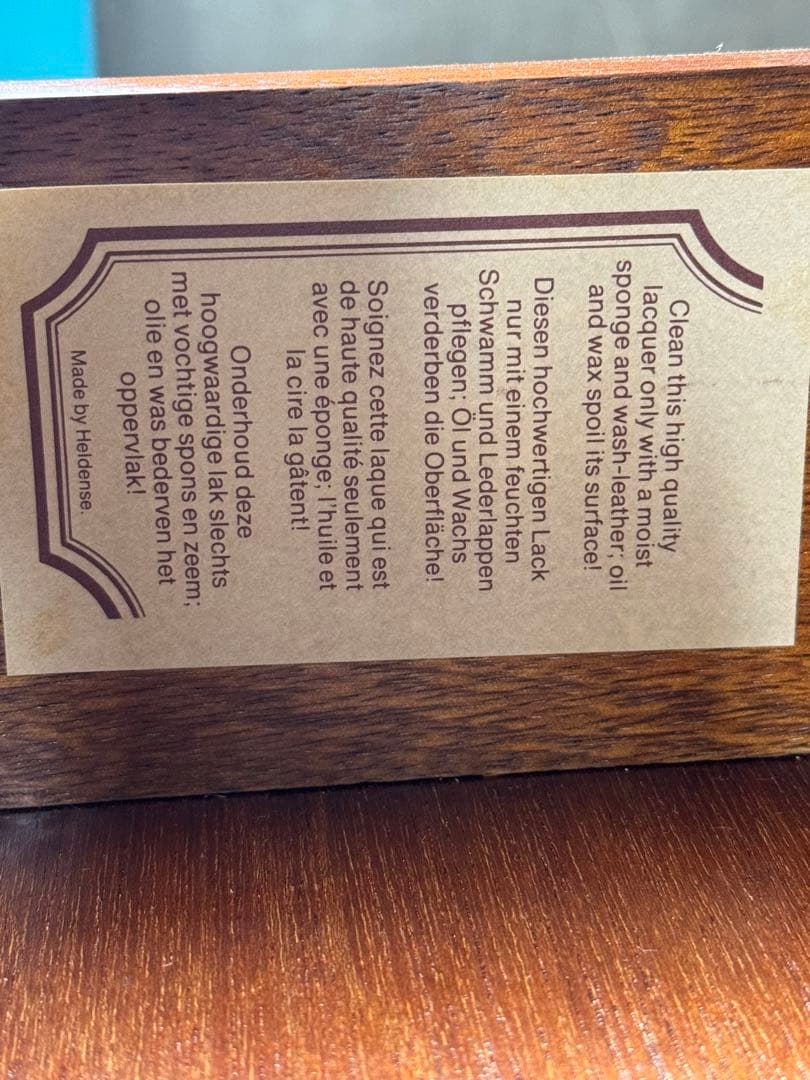 Clean this high quality
lacquer only with a moist
sponge and wash-leather; oil
and wax spoil its surface!
Diesen hochwertigen Lack
nur mit einem feuchten
Schwamm und Lederlappen
pflegen; Öl und Wachs
verderben die Oberfläche!
Soignez cette laque qui est
de haute qualité seulement
avec une éponge; l'huile et
la cire la gâtent!
Onderhoud deze
hoogwaardige lak slechts
met vochtige spons en zeem;
olie en was bederven het
oppervlak!
Made by Heldense.